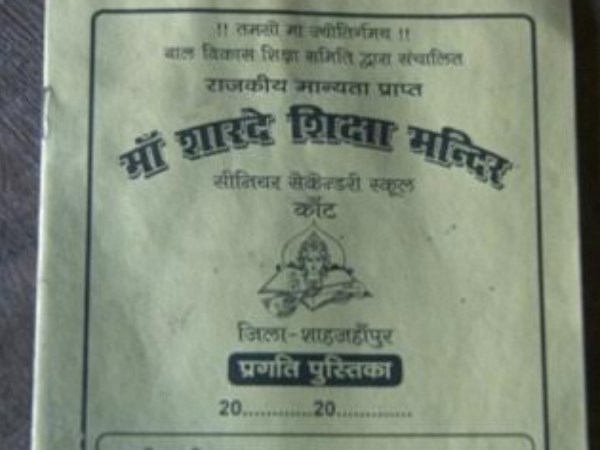 !! तमसो मा ज्योतिर्गमय !!
बाल विकास शिक्षा समिति द्वारा संचालित
राजकीय मान्यता प्राप्त
माँ शारदे शिक्षा मन्दिर
सीनियर सेकेन्डरी स्कूल
काँट
जिला-शाहजहाँपुर
प्रगति पुस्तिका
20............20.............